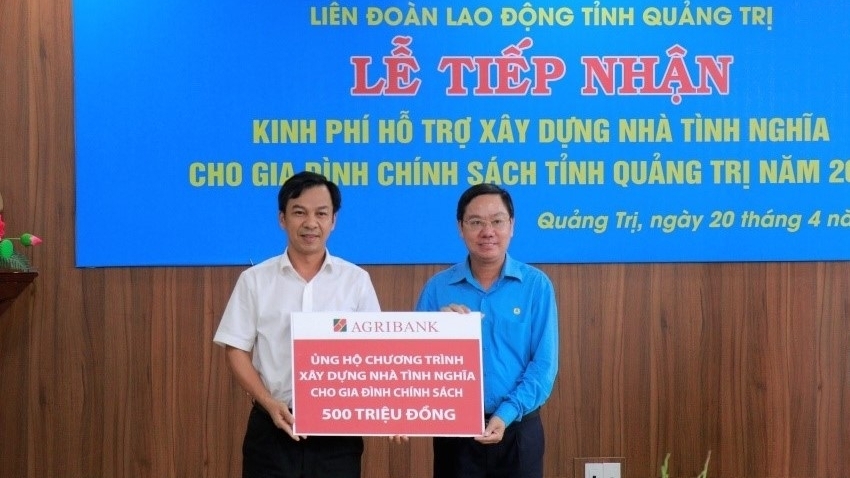 LIÊN ĐOÀN LAO ĐỘNG TỈNH QUẢNG TRỊ
LỄ TIẾP NHẬN
KINH PHÍ HỖ TRỢ XÂY DỰNG NHÀ TÌNH NGHĨA
CHO GIA ĐÌNH CHÍNH SÁCH TỈNH QUẢNG TRỊ NĂM 20
Quảng Trị, ngày 20 tháng 4
AGRIBANK
ỦNG HỘ CHƯƠNG TRÌNH
XÂY DỰNG NHÀ TÌNH NGHĨA
CHO GIA ĐÌNH CHÍNH SÁCH
500 TRIỆU ĐỒNG